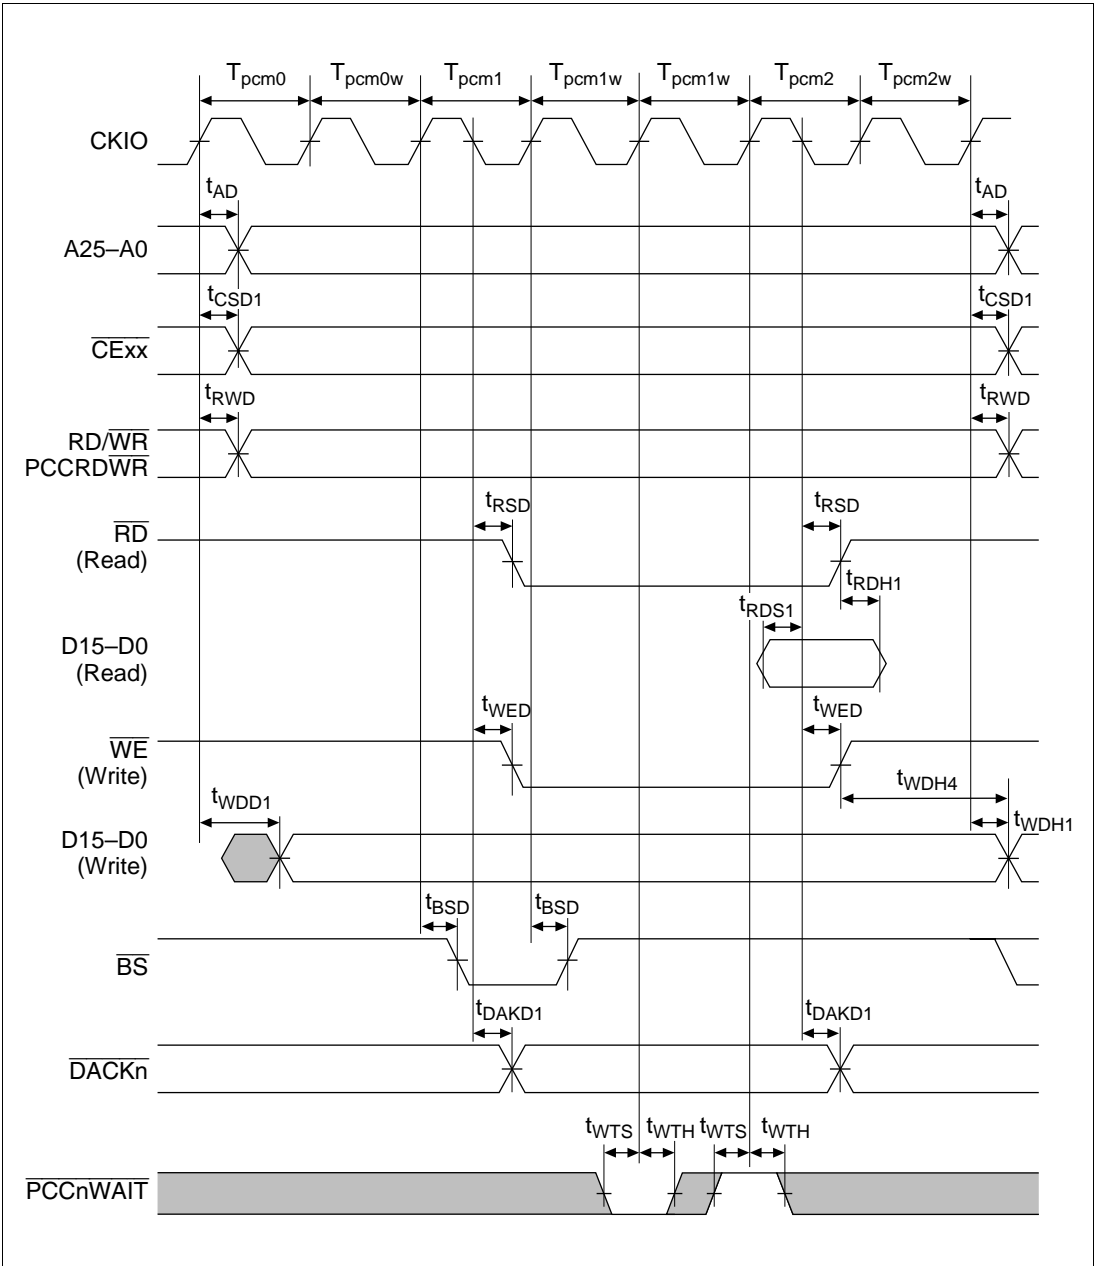 Tpcm0 Tpcm0w Tpcm1 Tpcm1w Tpcm1w Tpcm2 Tpcm2w
CKIO
tAD tAD
A25–A0
tCSD1 tCSD1
CExx
tRWD tRWD
RD/WR
PCCRDWR
tRSD tRSD
RD
(Read)
tRDH1
tRDS1
D15–D0
(Read)
tWED tWED
WE
(Write)
tWDH4
tWDD1
tWDH1
D15–D0
(Write)
tBSD tBSD
BS
tDAKD1 tDAKD1
DACKn
tWTS tWTH tWTS tWTH
PCCnWAIT